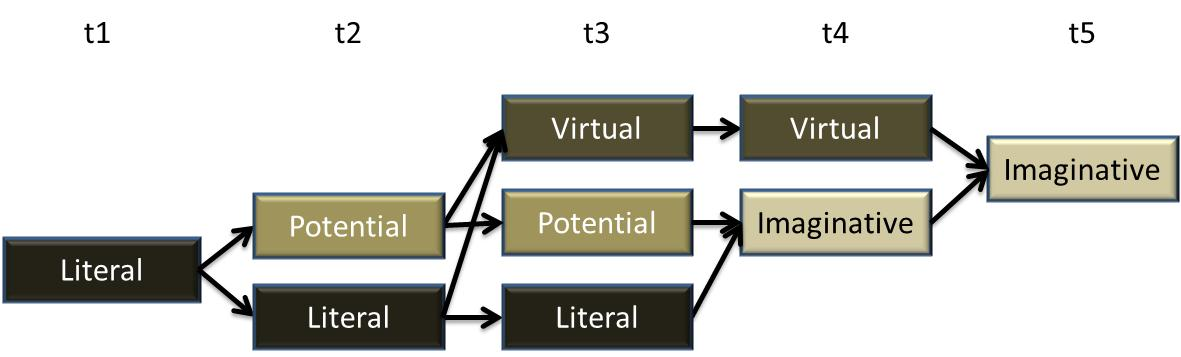 t1 t2 t3 t4 t5
Virtual Virtual
Imaginative
Potential Potential Imaginative
Literal
Literal Literal